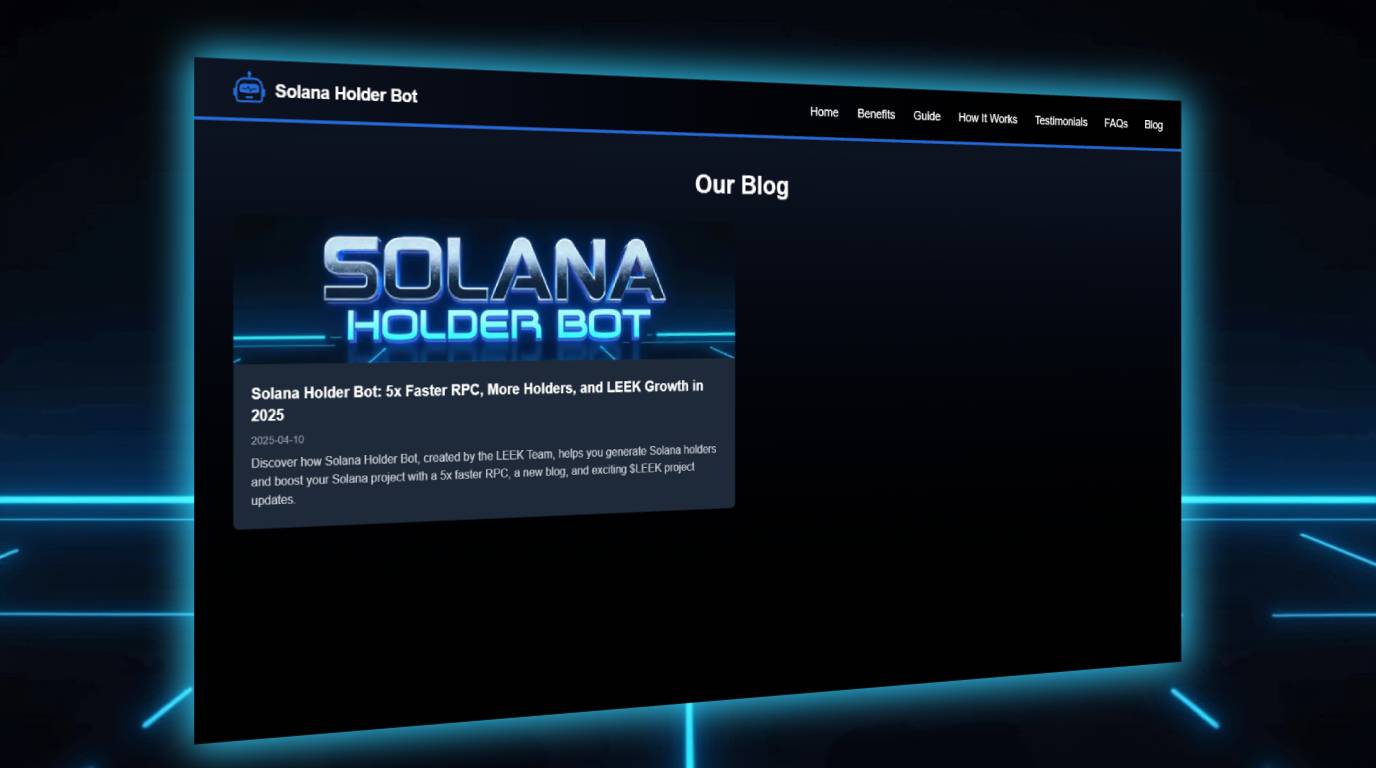 Solana Holder Bot
Home Benefits Guide How It Works Testimonials FAQs Blog
Our Blog
SOLANA
HOLDER BOT
Solana Holder Bot: 5x Faster RPC, More Holders, and LEEK Growth in
2025
2025-04-10
Discover how Solana Holder Bot, created by the LEEK Team, helps you generate Solana holders
and boost your Solana project with a 5x faster RPC, a new blog, and exciting $LEEK project
updates.